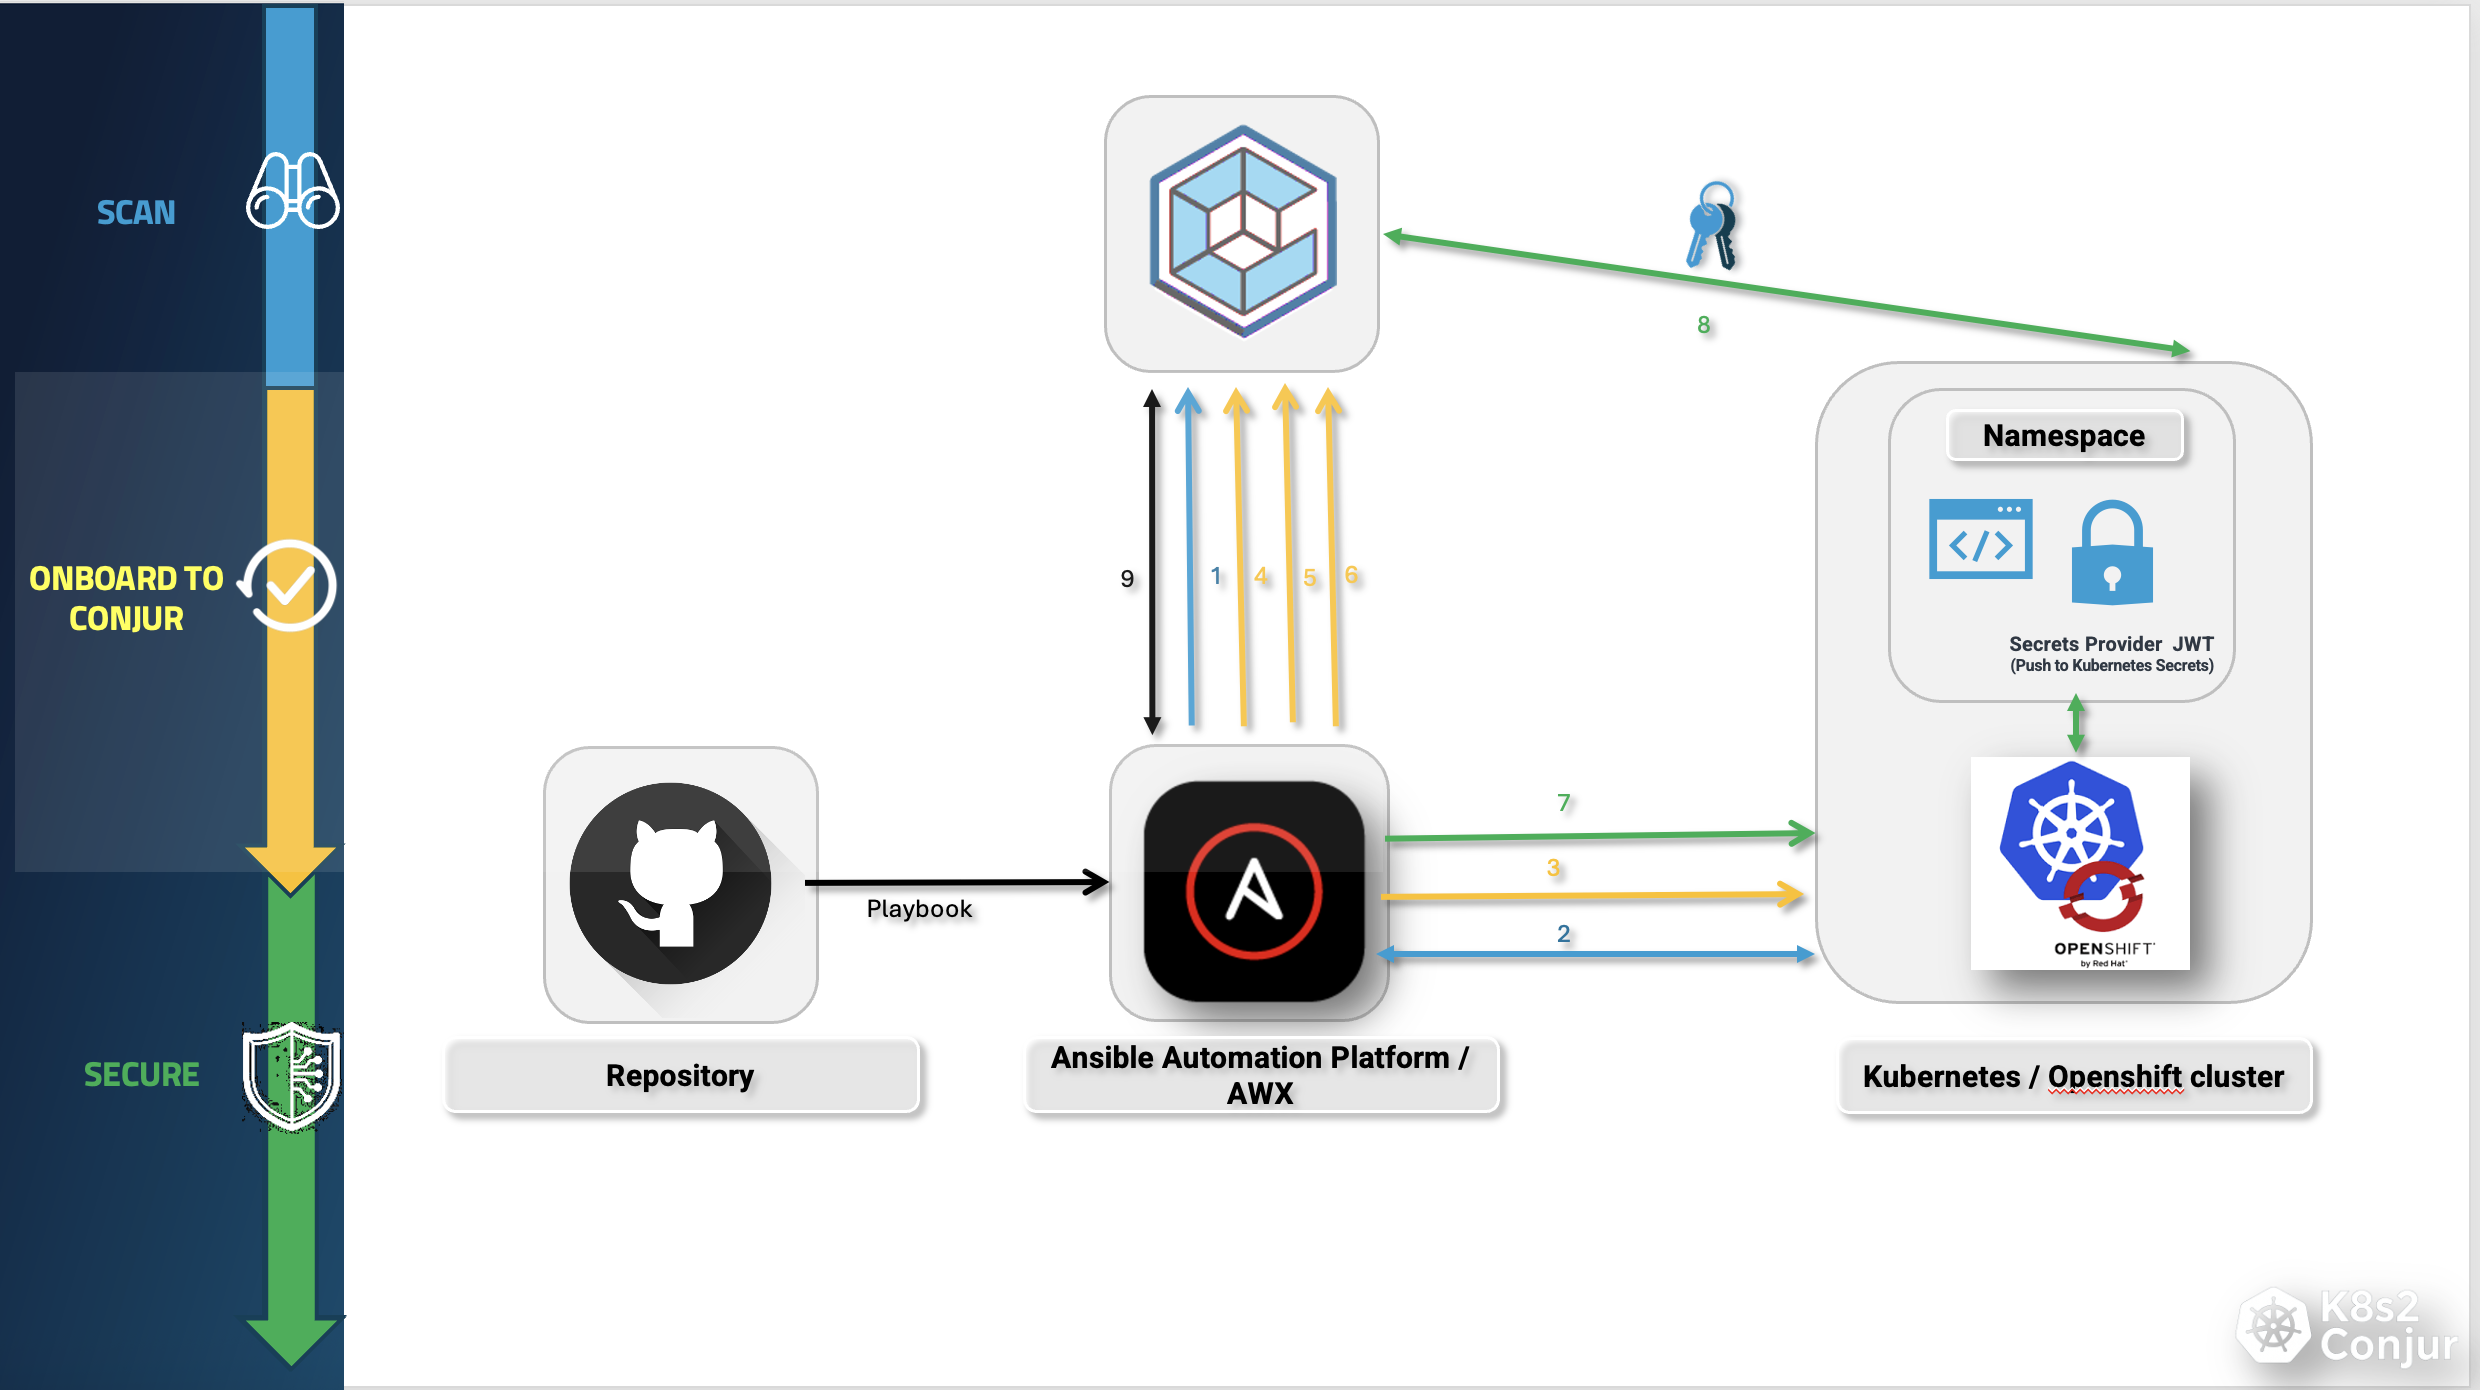 SCAN
ONBOARD TO
CONJUR
SECURE
8
Namespace
</>
Secrets Provider JWT
(Push to Kubernetes Secrets)
9
1
4
5
6
7
3
2
Playbook
OPENSHIFT
by Red Hat
Repository
Ansible Automation Platform /
AWX
Kubernetes / Openshift cluster
K8s2
Conjur